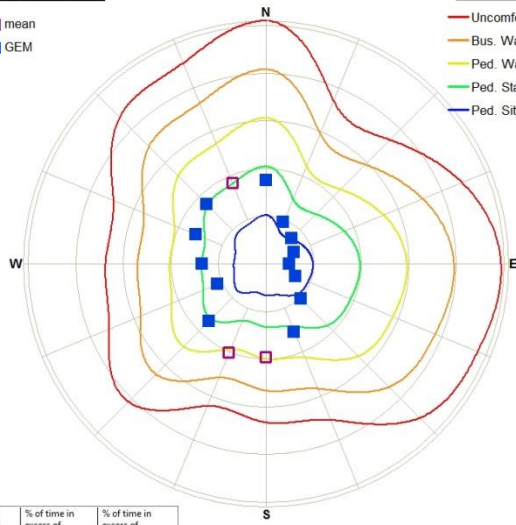 N
mean
GEM
Uncomfo
Bus. Wa
Ped. Wa
Ped. Sta
Ped. Sit
W
E
S
% of time in
excess of
% of time in
excess of